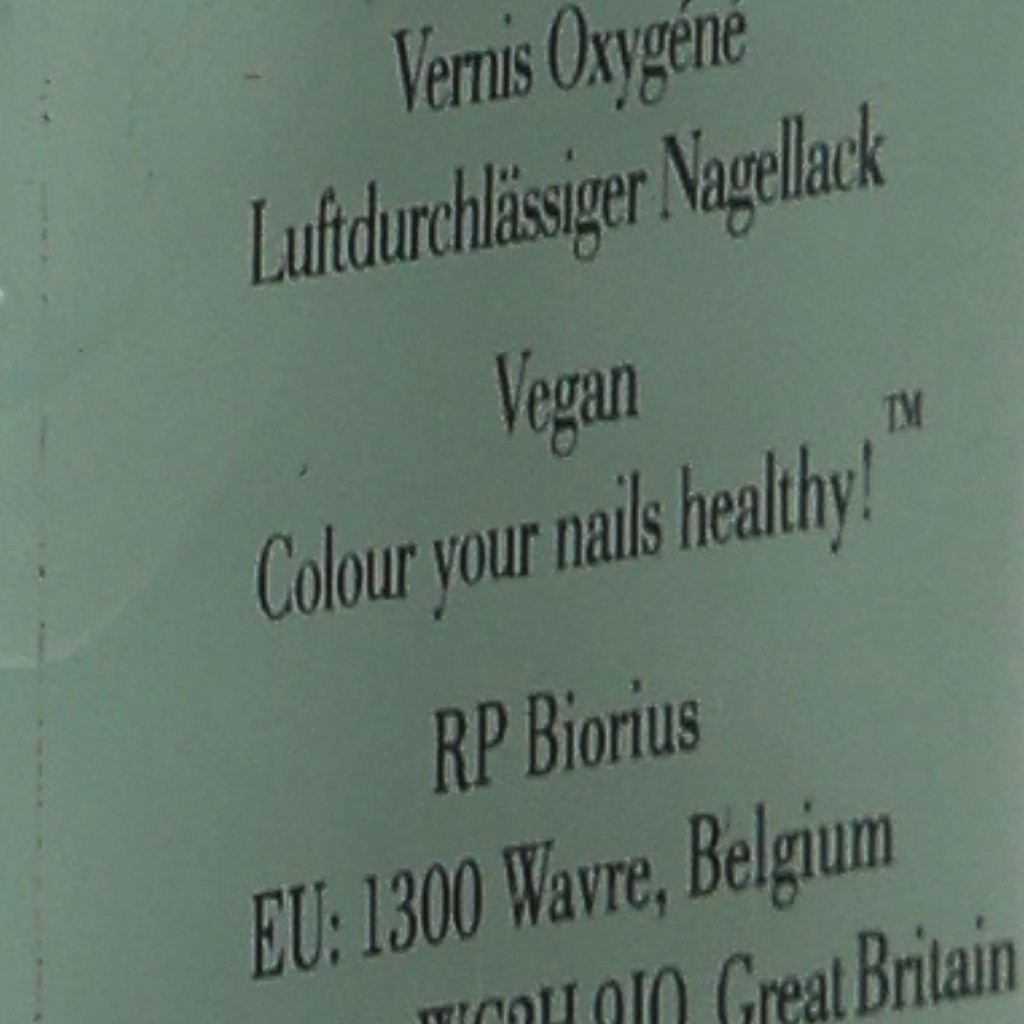 Vernis Oxygéné
Luftdurchlässiger Nagellack
Vegan
Colour your nails healthy!™
RP Biorius
EU: 1300 Wavre, Belgium
Great Britain